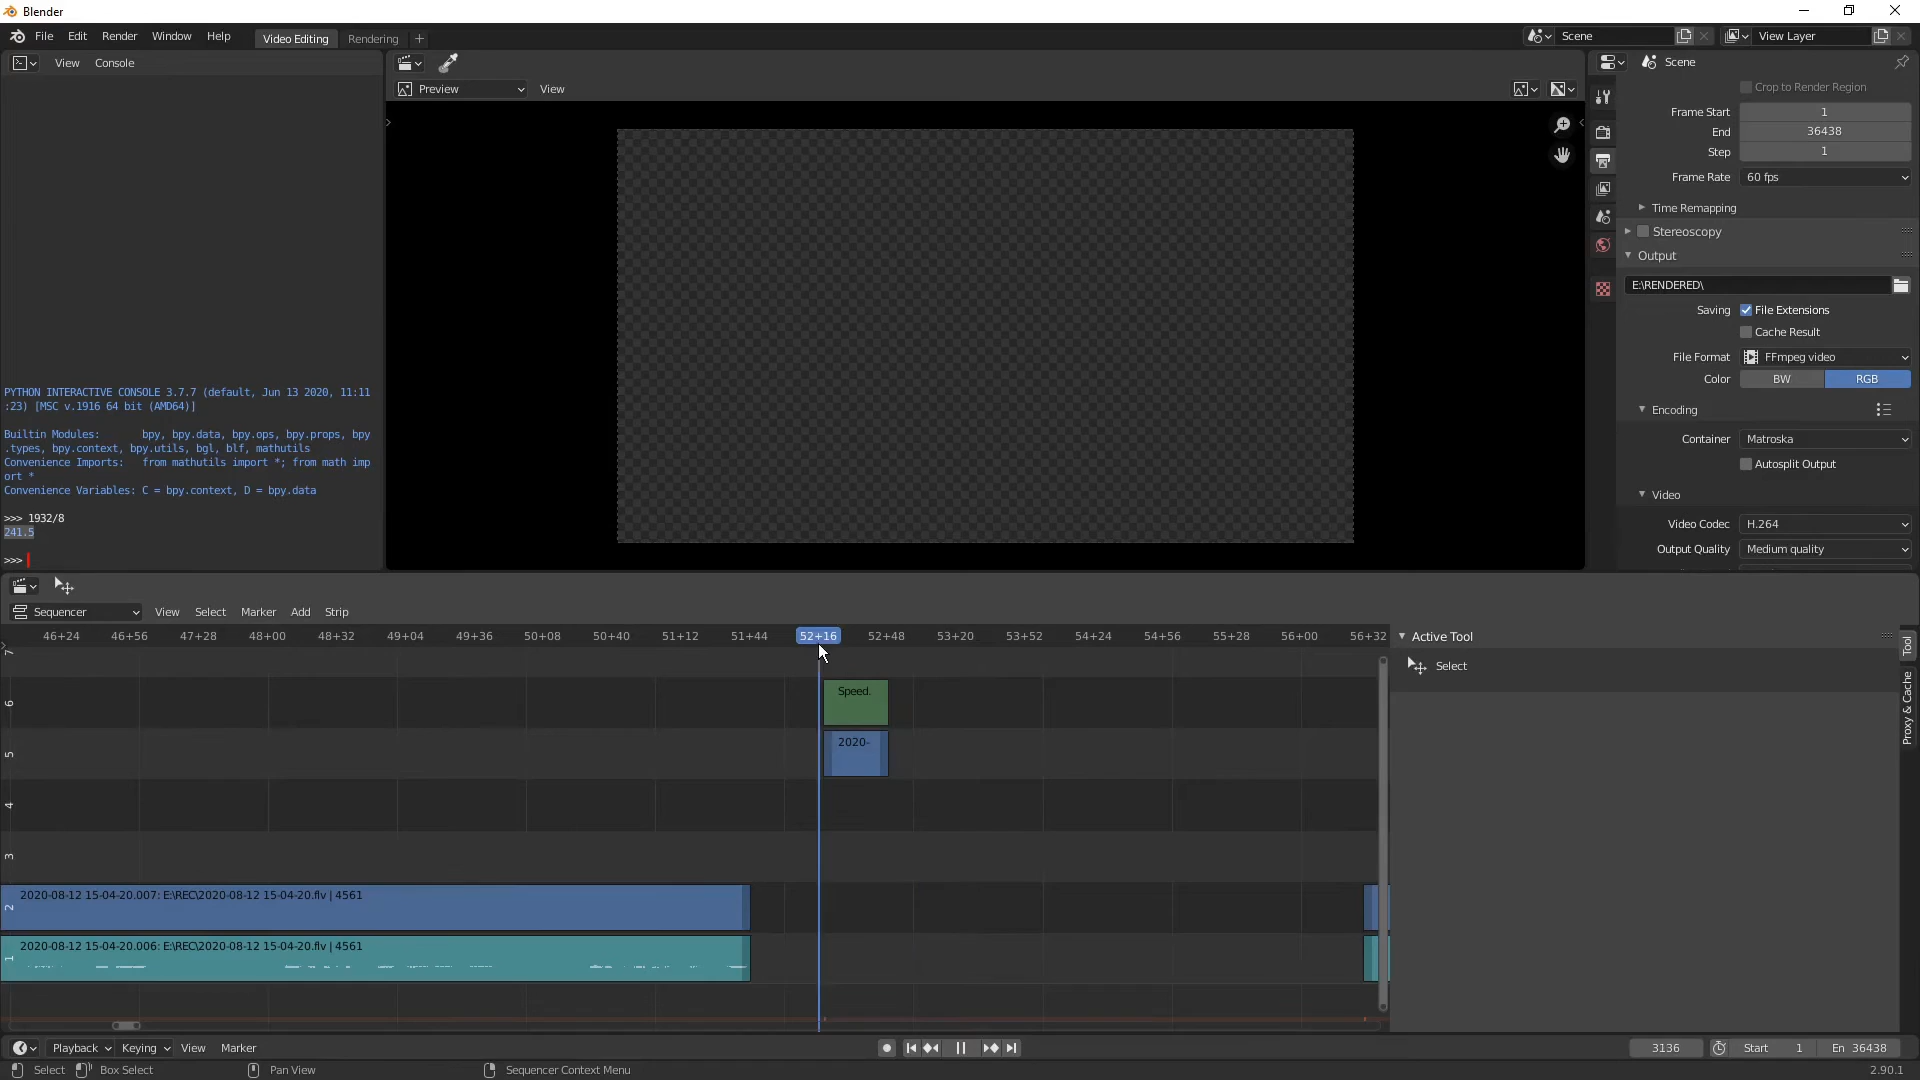 Blender
File Edit Render Window Help Video Editing Rendering + Scene View Layer
View Console Scene
Preview View
Crop to Render Region
Frame Start 1
End 36438
Step 1
Frame Rate 60 fps
Time Remapping
Stereoscopy
Output
E:\RENDERED\
Saving File Extensions
Cache Result
File Format FFmpeg video
Color BW RGB
Encoding
Container Matroska
Autosplit Output
Video
Video Codec H.264
Output Quality Medium quality
PYTHON INTERACTIVE CONSOLE 3.7.7 (default, Jun 13 2020, 11:11
:23) [MSC v.1916 64 bit (AMD64)]
Builtin Modules: bpy, bpy.data, bpy.ops, bpy.props, bpy
.types, bpy.context, bpy.utils, bgl, blf, mathutils
Convenience Imports: from mathutils import *; from math imp
ort *
Convenience Variables: C = bpy.context, D = bpy.data
>>> 1932/8
241.5
>>>
Sequencer View Select Marker Add Strip
46+24 46+56 47+28 48+00 48+32 49+04 49+36 50+08 50+40 51+12 51+44 52+16 52+48 53+20 53+52 54+24 54+56 55+28 56+00 56+32
Active Tool
Select
Tool
Proxy & Cache
7
6 Speed.
5 2020-
4
3
2 2020-08-12 15-04-20.007: E:\REC\2020-08-12 15-04-20.flv | 4561
1 2020-08-12 15-04-20.006: E:\REC\2020-08-12 15-04-20.flv | 4561
Playback Keying View Marker 3136 Start 1 En 36438
Select Box Select Pan View Sequencer Context Menu 2.90.1